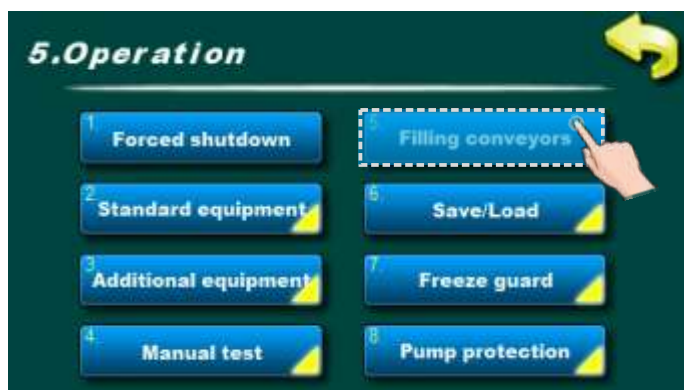 5.Operation
1 Forced shutdown
2 Standard equipment
3 Additional equipment
4 Manual test
5 Filling conveyors
6 Save/Load
7 Freeze guard
8 Pump protection